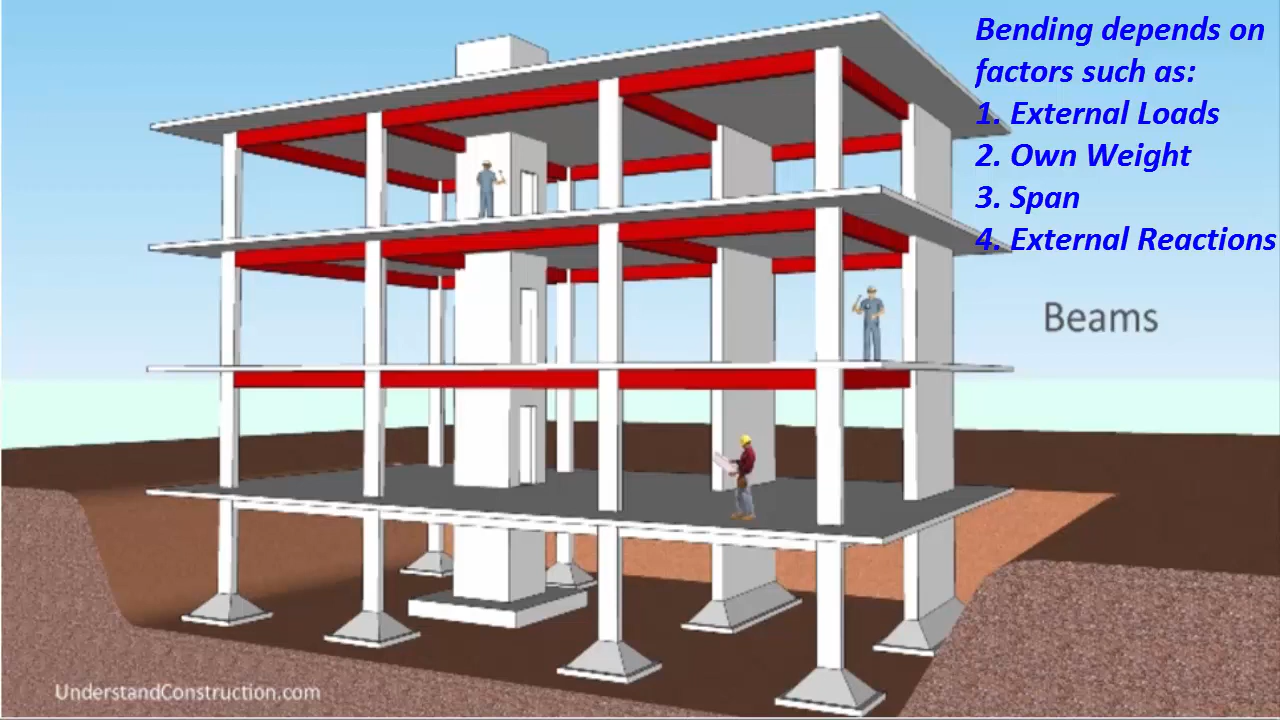 Bending depends on
factors such as:
1. External Loads
2. Own Weight
3. Span
4. External Reactions
Beams
UnderstandConstruction.com